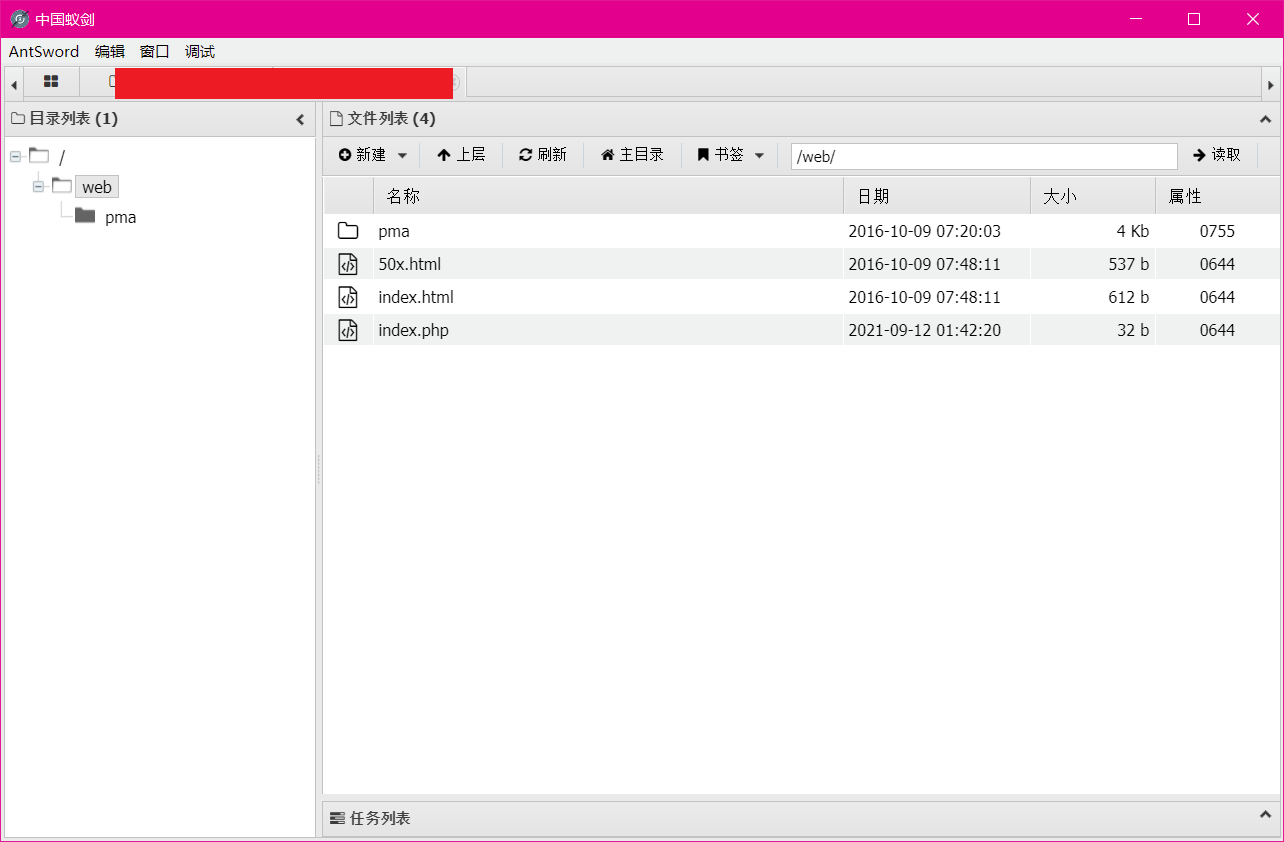 中国蚁剑
AntSword 编辑 窗口 调试
目录列表 (1)
/
web
pma
文件列表 (4)
新建 上层 刷新 主目录 书签 /web/ 读取
名称 日期 大小 属性
pma 2016-10-09 07:20:03 4 Kb 0755
50x.html 2016-10-09 07:48:11 537 b 0644
index.html 2016-10-09 07:48:11 612 b 0644
index.php 2021-09-12 01:42:20 32 b 0644
任务列表